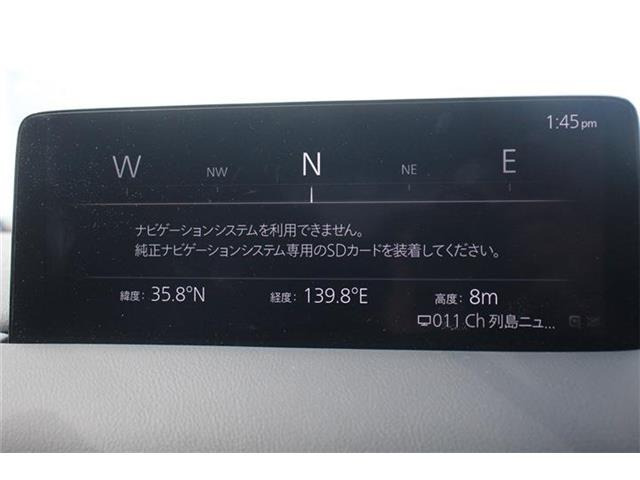 1:45pm
W NW N NE E
ナビゲーションシステムを利用できません。
純正ナビゲーションシステム専用のSDカードを装着してください。
緯度: 35.8°N 経度: 139.8°E 高度: 8m
011 Ch 列島ニュ...